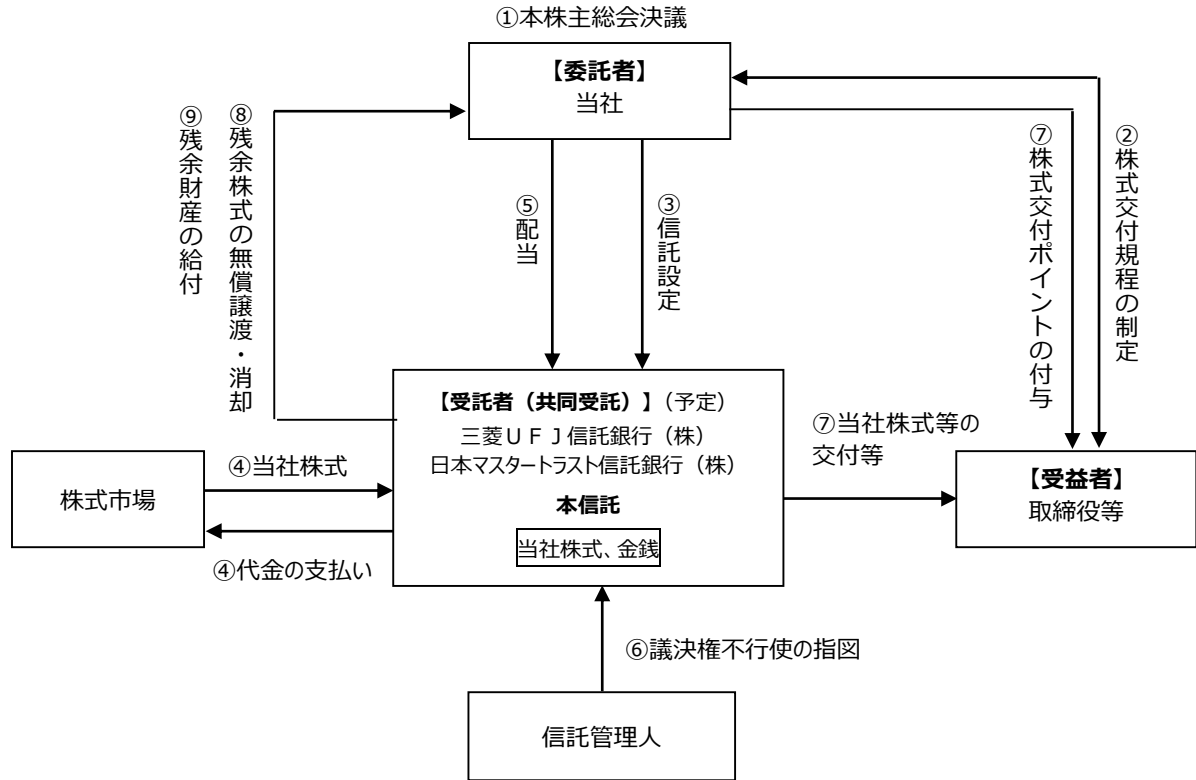 ①本株主総会決議
【委託者】
当社
⑨残余財産の給付
⑧残余株式の無償譲渡・消却
⑤配当
③信託設定
⑦株式交付ポイントの付与
②株式交付規程の制定
【受託者（共同受託）】（予定）
三菱ＵＦＪ信託銀行（株）
日本マスタートラスト信託銀行（株）
本信託
当社株式、金銭
④当社株式
株式市場
④代金の支払い
⑦当社株式等の
交付等
【受益者】
取締役等
⑥議決権不行使の指図
信託管理人